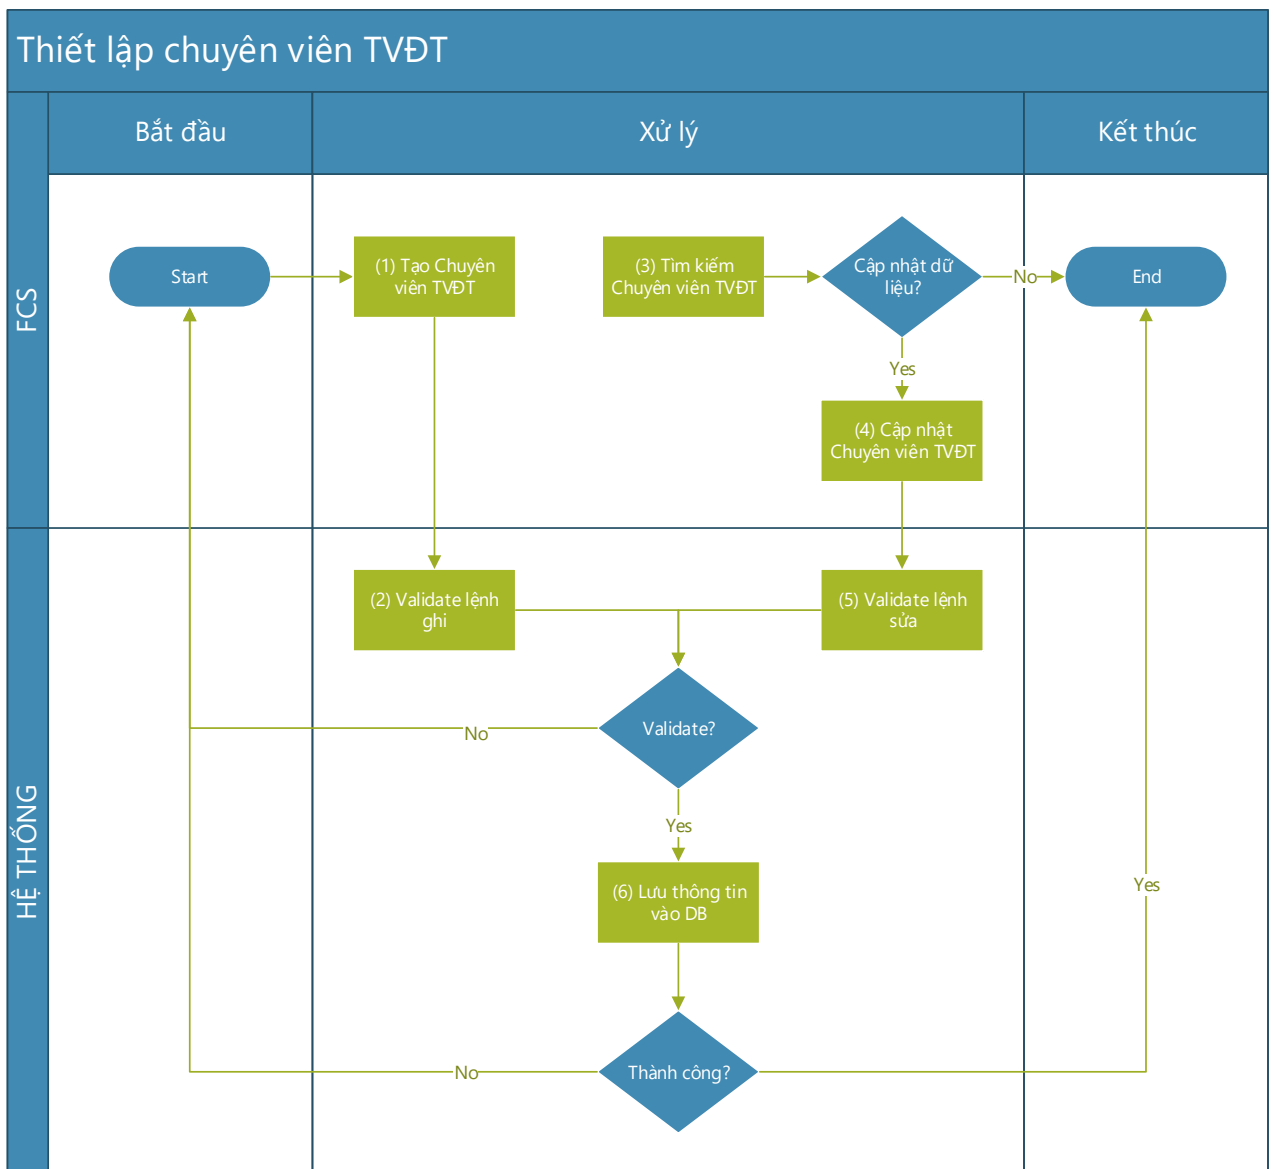 Thiết lập chuyên viên TVĐT
Bắt đầu
Xử lý
Kết thúc
FCS
Start
(1) Tạo Chuyên
viên TVĐT
(3) Tìm kiếm
Chuyên viên TVĐT
Cập nhật dữ
liệu?
No
End
Yes
(4) Cập nhật
Chuyên viên TVĐT
HỆ THỐNG
(2) Validate lệnh
ghi
(5) Validate lệnh
sửa
Validate?
No
Yes
(6) Lưu thông tin
vào DB
Yes
Thành công?
No